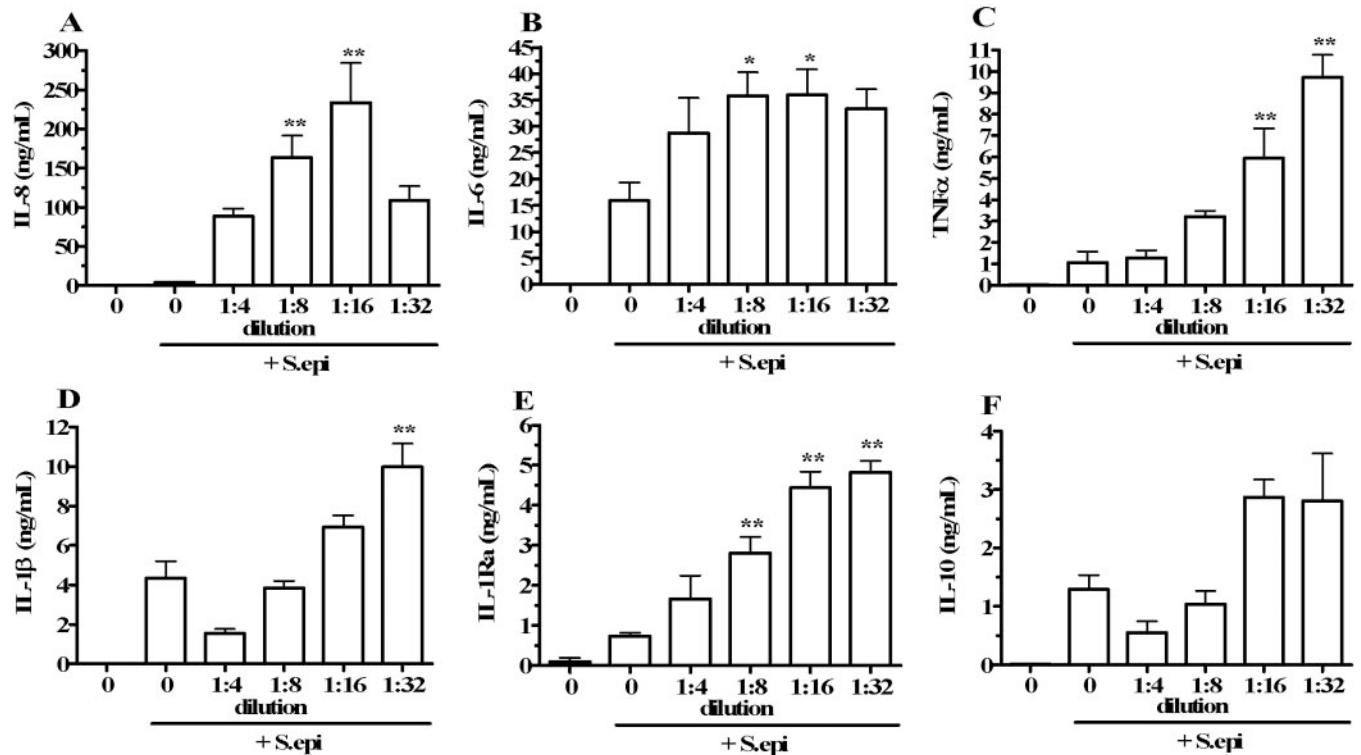 A
IL-8 (ng/mL)
300
250
200
150
100
50
0
** **
0 0 1:4 1:8 1:16 1:32
dilution
+ S.epi
B
IL-6 (ng/mL)
45
40
35
30
25
20
15
10
5
0
* *
0 0 1:4 1:8 1:16 1:32
dilution
+ S.epi
C
TNFα (ng/mL)
11
10
9
8
7
6
5
4
3
2
1
0
** **
0 0 1:4 1:8 1:16 1:32
dilution
+ S.epi
D
IL-1β (ng/mL)
12
10
8
6
4
2
0
**
0 0 1:4 1:8 1:16 1:32
dilution
+ S.epi
E
IL-1Ra (ng/mL)
6
5
4
3
2
1
0
** ** **
0 0 1:4 1:8 1:16 1:32
dilution
+ S.epi
F
IL-10 (ng/mL)
4
3
2
1
0
0 0 1:4 1:8 1:16 1:32
dilution
+ S.epi